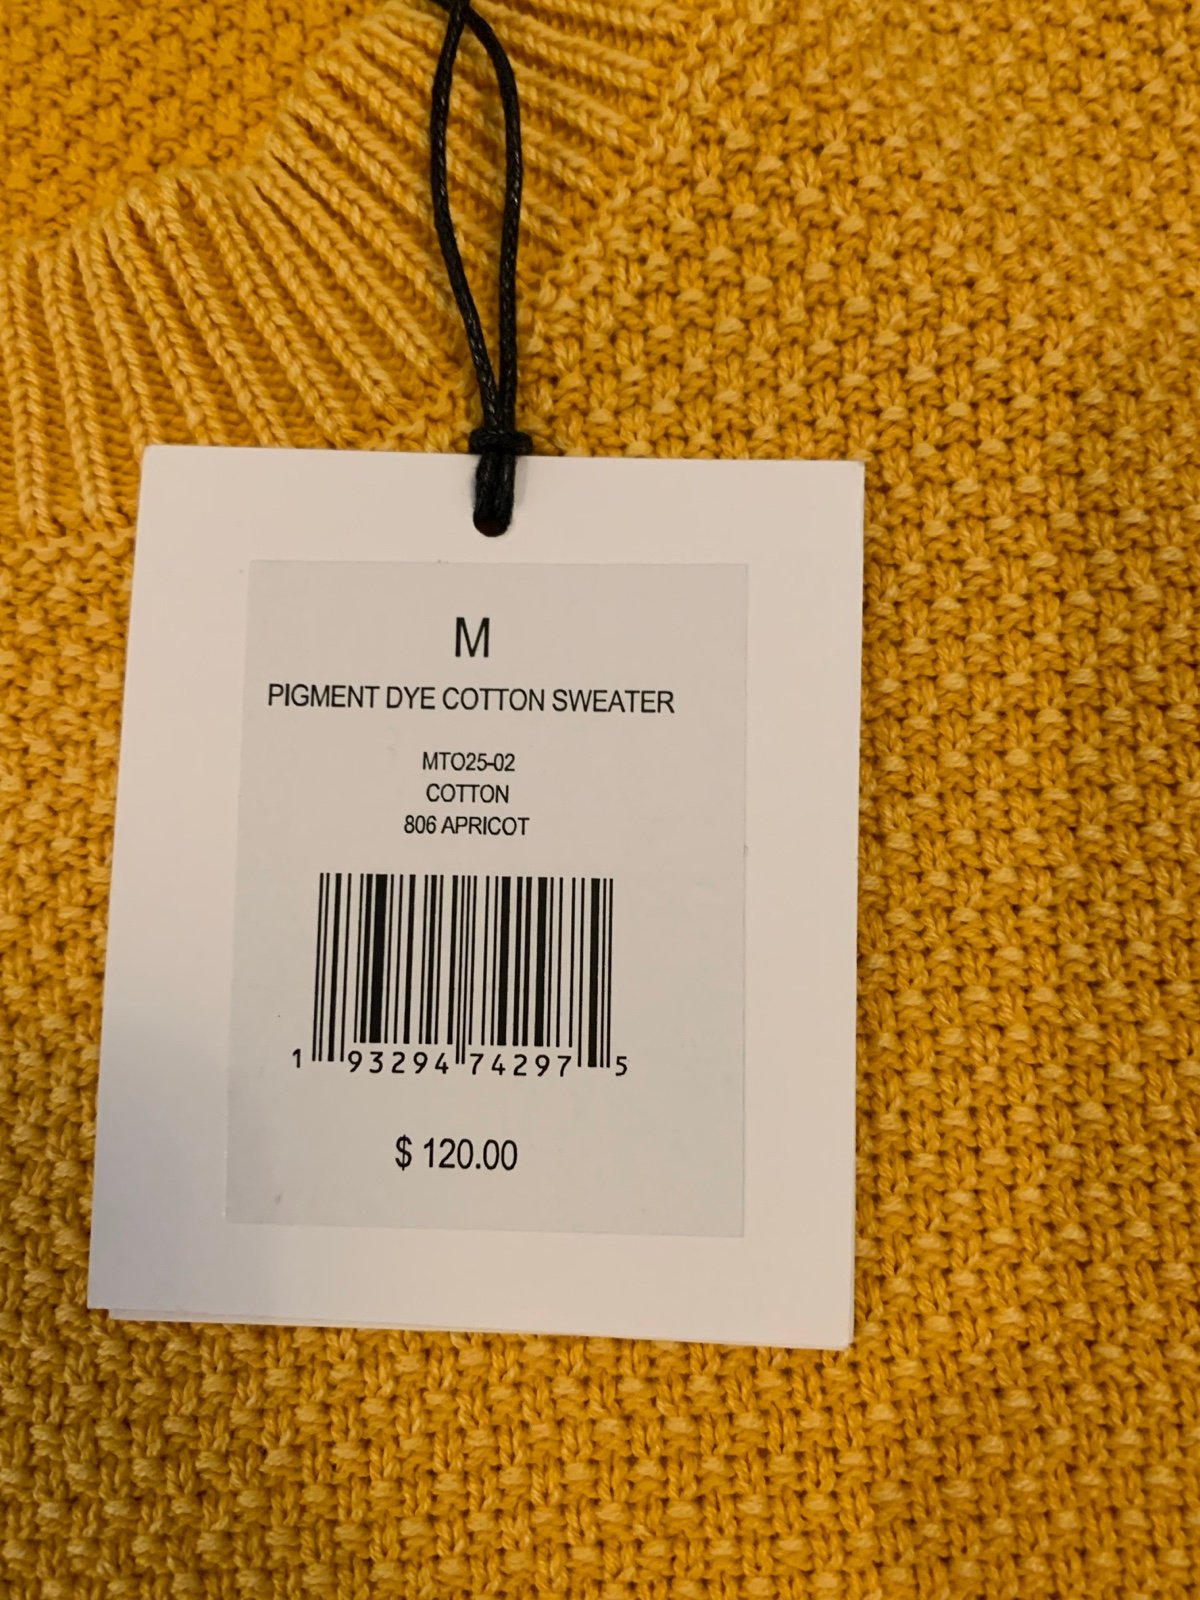 M
PIGMENT DYE COTTON SWEATER
MTO25-02
COTTON
806 APRICOT
1 93294 74297 5
$ 120.00